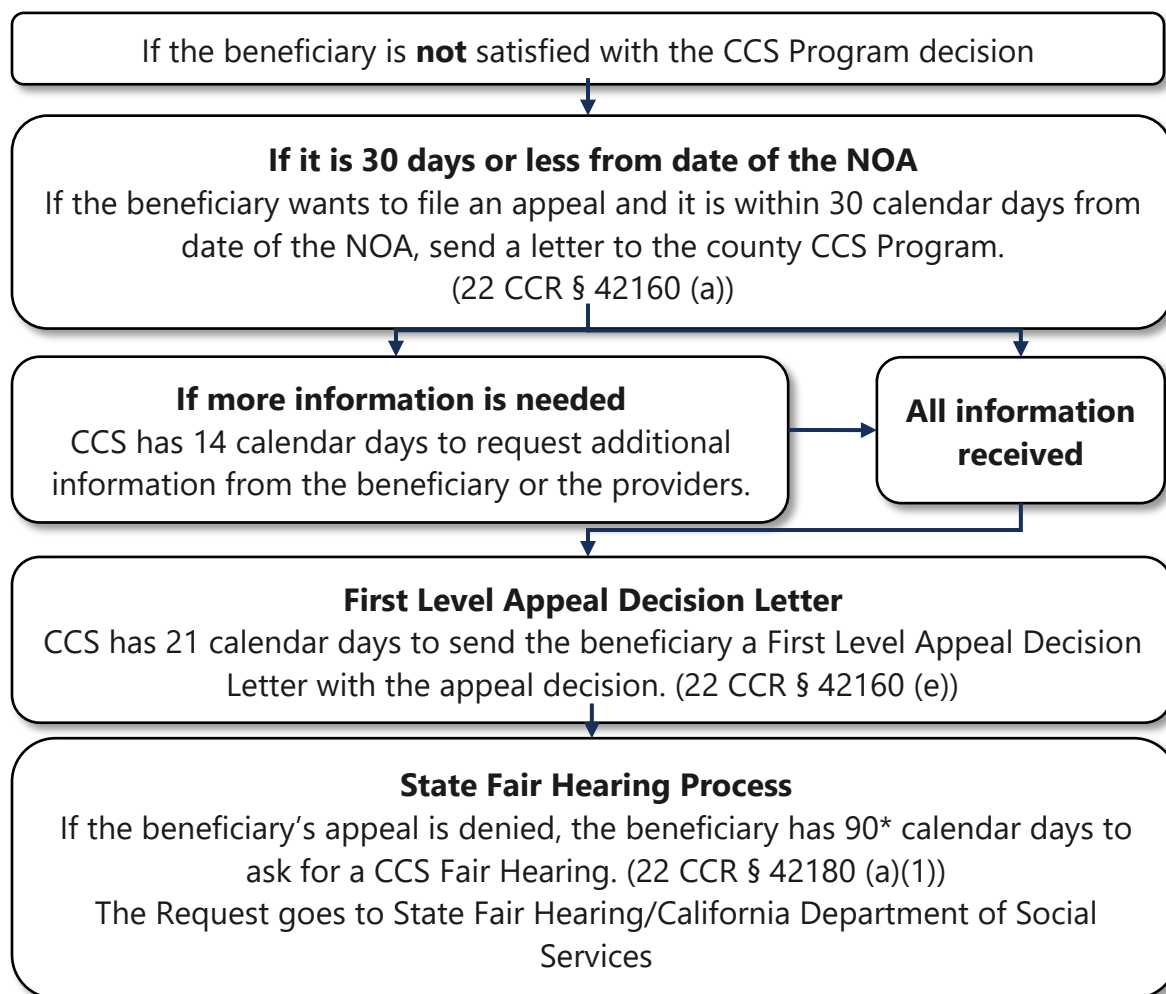 If the beneficiary is not satisfied with the CCS Program decision
If it is 30 days or less from date of the NOA
If the beneficiary wants to file an appeal and it is within 30 calendar days from
date of the NOA, send a letter to the county CCS Program.
(22 CCR § 42160 (a))
If more information is needed
CCS has 14 calendar days to request additional
information from the beneficiary or the providers.
All information
received
First Level Appeal Decision Letter
CCS has 21 calendar days to send the beneficiary a First Level Appeal Decision
Letter with the appeal decision. (22 CCR § 42160 (e))
State Fair Hearing Process
If the beneficiary’s appeal is denied, the beneficiary has 90* calendar days to
ask for a CCS Fair Hearing. (22 CCR § 42180 (a)(1))
The Request goes to State Fair Hearing/California Department of Social
Services